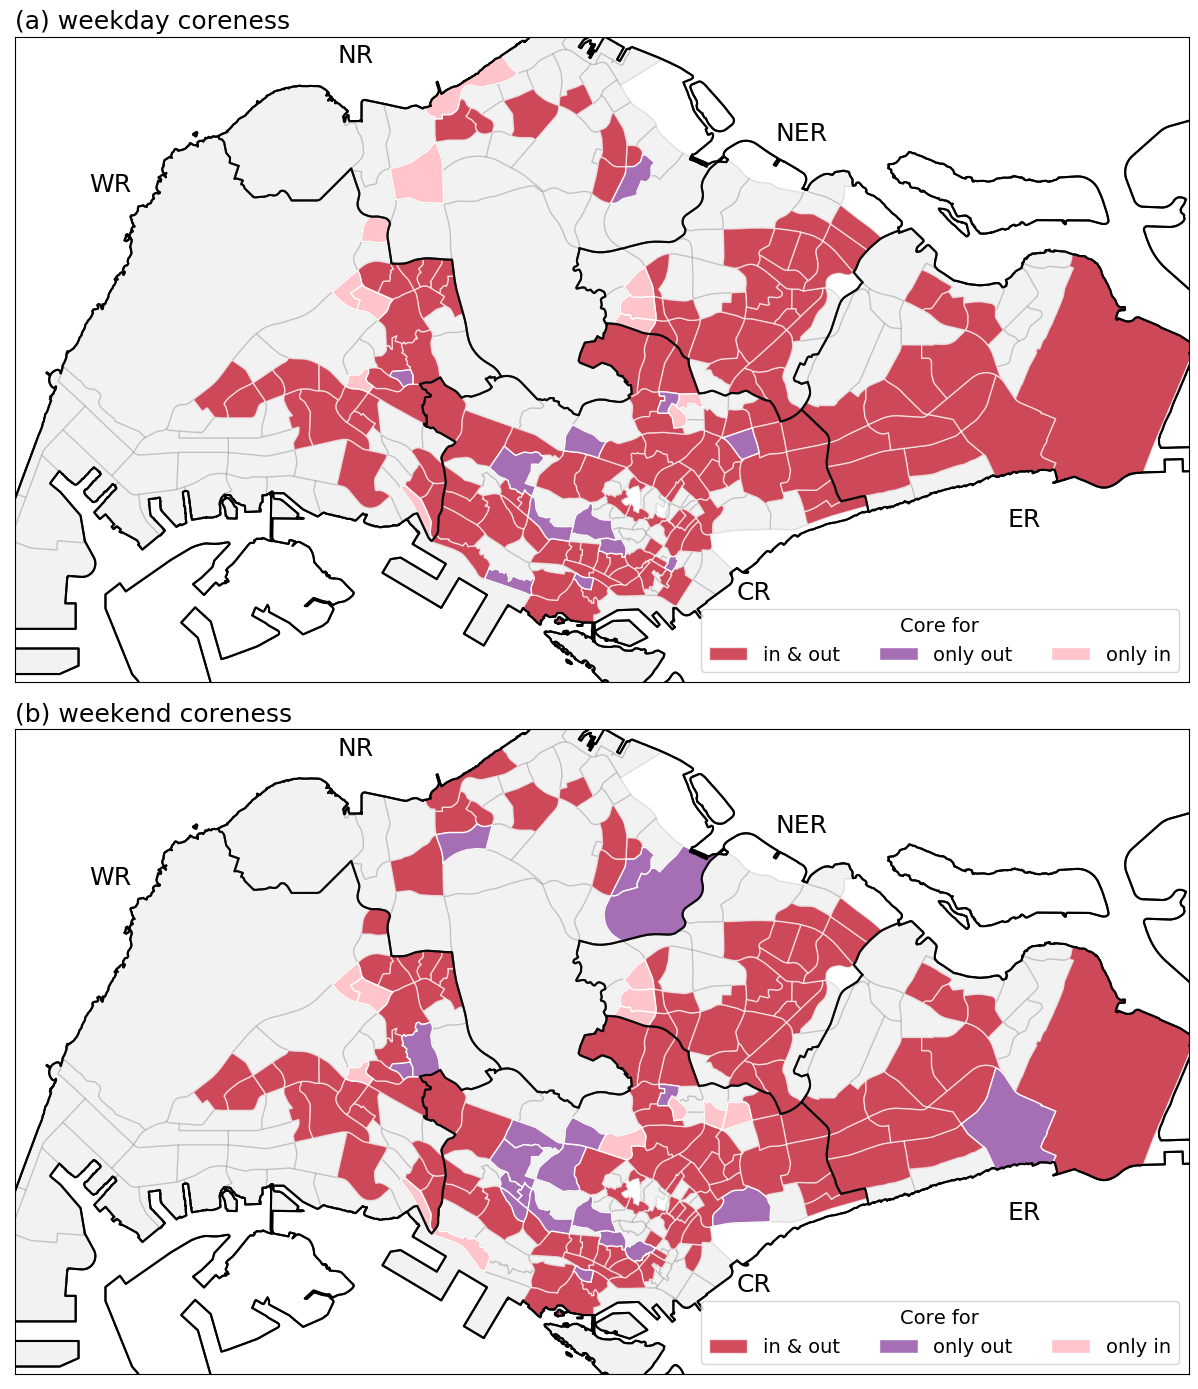 (a) weekday coreness
NR
NER
WR
ER
CR
Core for
in & out
only out
only in
(b) weekend coreness
NR
NER
WR
ER
CR
Core for
in & out
only out
only in